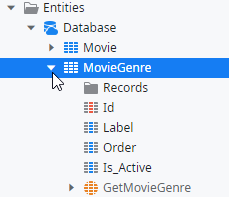 Entities
Database
Movie
MovieGenre
Records
Id
Label
Order
Is_Active
GetMovieGenre